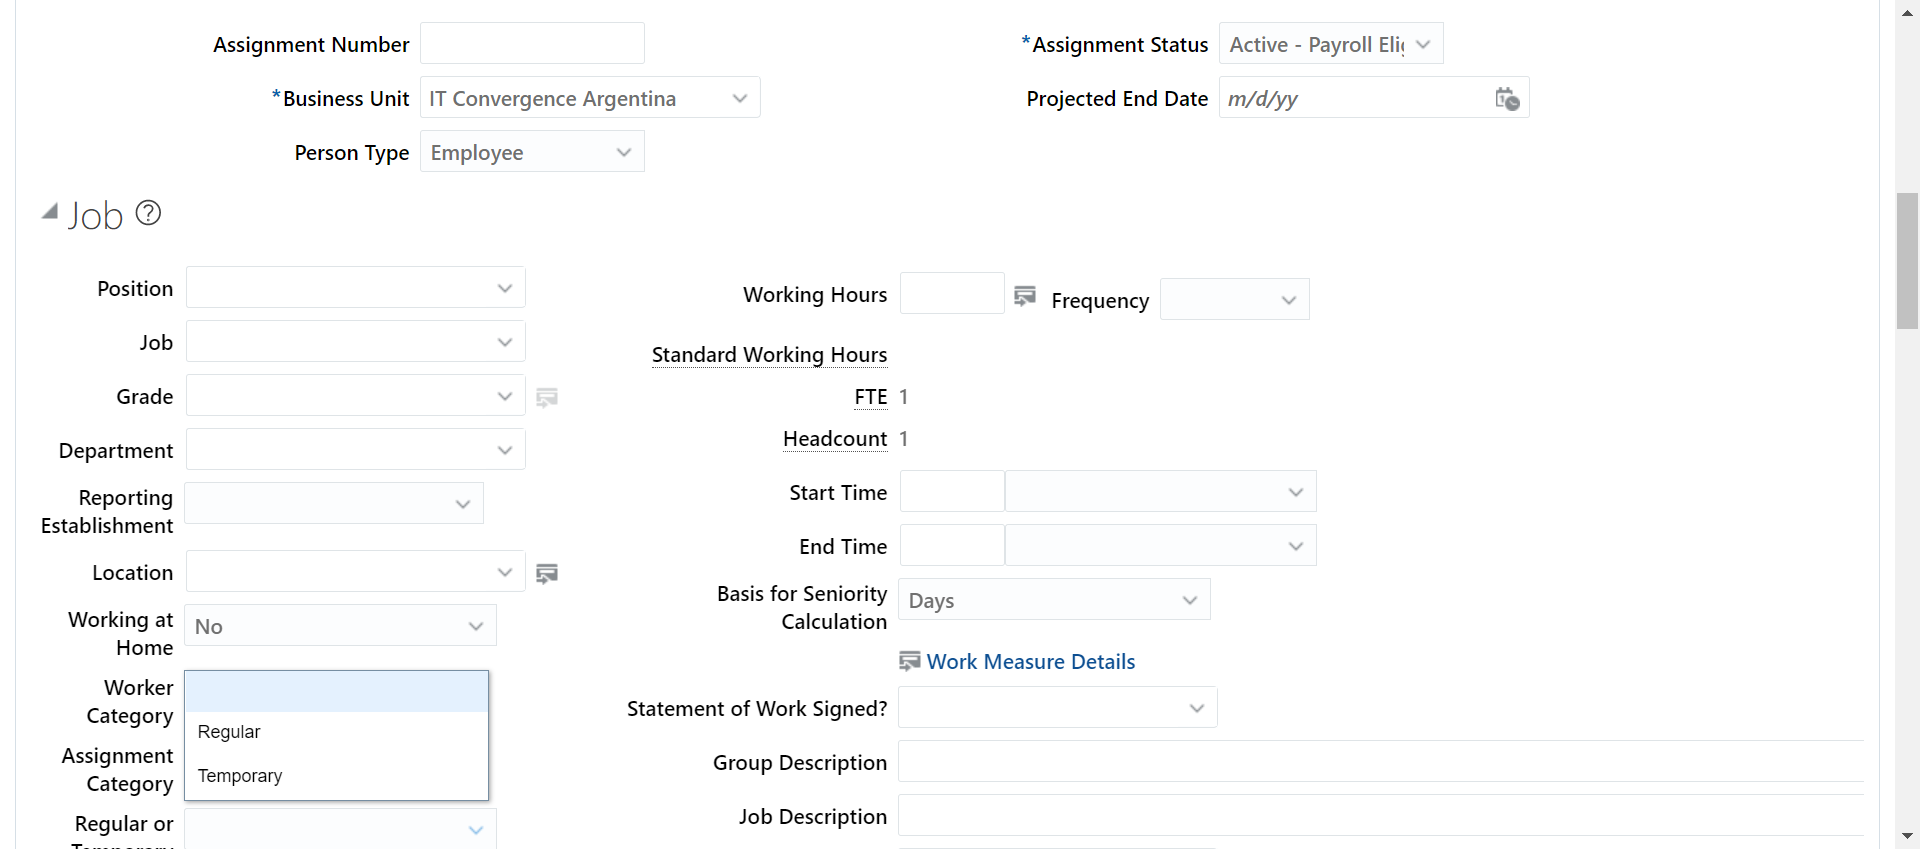 Assignment Number
*Assignment Status Active - Payroll Elig
*Business Unit IT Convergence Argentina
Projected End Date m/d/yy
Person Type Employee
Job
Position
Job
Grade
Department
Reporting
Establishment
Location
Working at
Home
No
Worker
Category
Regular
Temporary
Assignment
Category
Regular or
Temporary
Working Hours
Frequency
Standard Working Hours
FTE 1
Headcount 1
Start Time
End Time
Basis for Seniority
Calculation
Days
Work Measure Details
Statement of Work Signed?
Group Description
Job Description